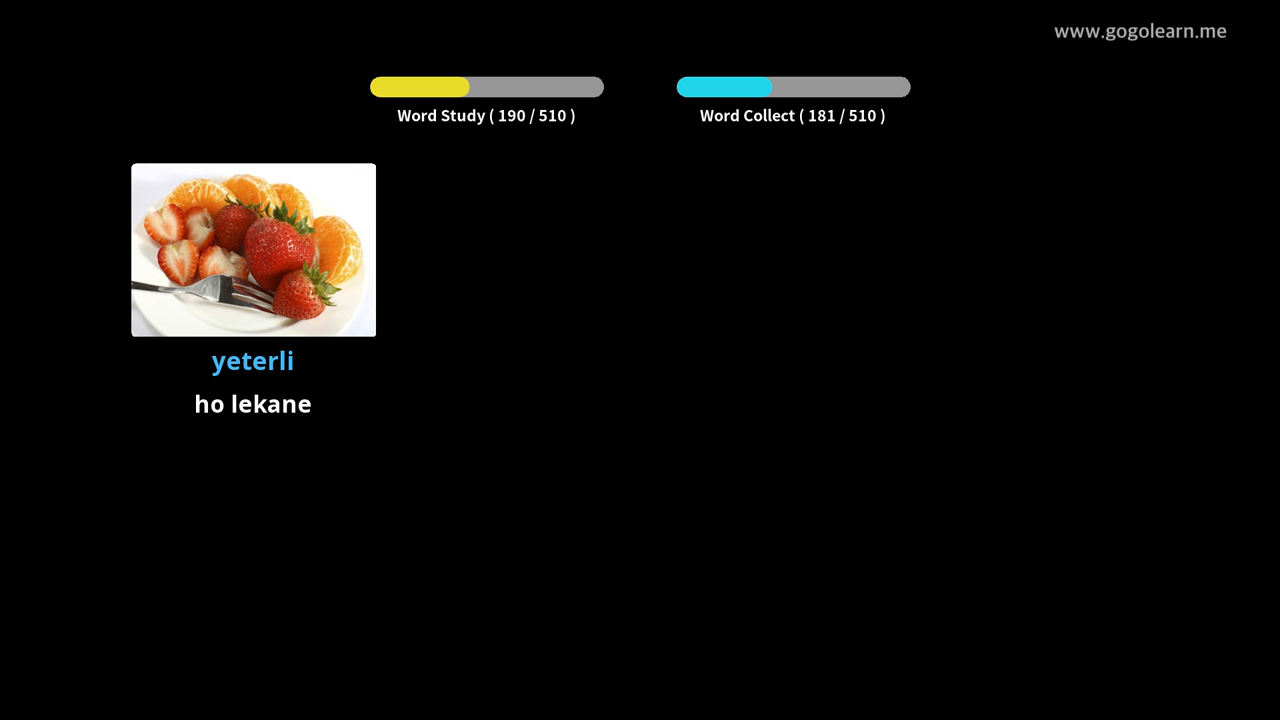 www.gogolearn.me
Word Study ( 190 / 510 )
Word Collect ( 181 / 510 )
yeterli
ho lekane